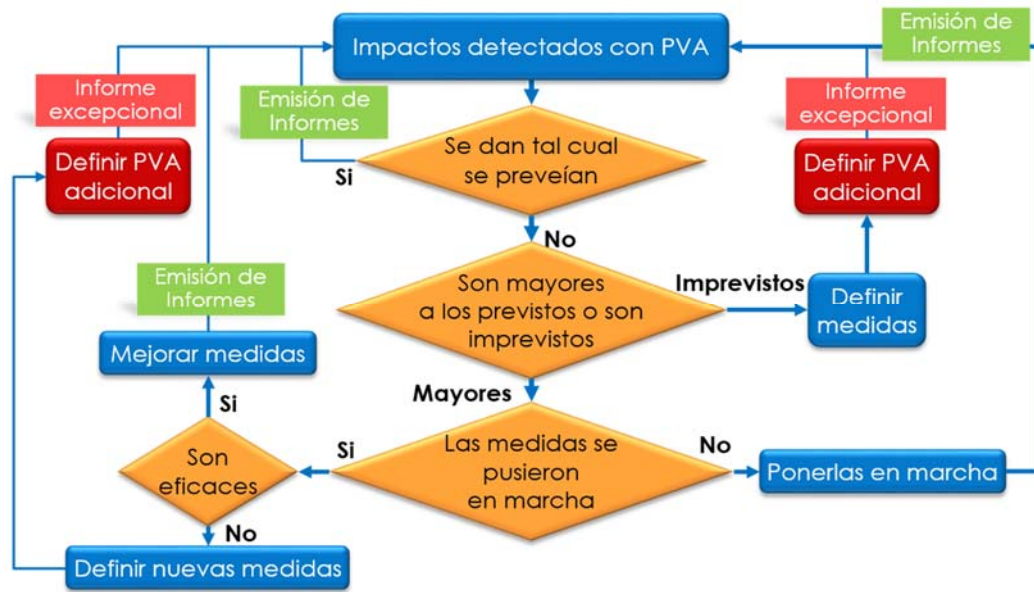 Impactos detectados con PVA
Emisión de
Informes
Informe
excepcional
Emisión de
Informes
Informe
excepcional
Definir PVA
adicional
Se dan tal cual
se preveían
Si
Definir PVA
adicional
No
Emisión de
Informes
Son mayores
a los previstos o son
imprevistos
Imprevistos
Definir
medidas
Mejorar medidas
Mayores
Si
Son
eficaces
Si
Las medidas se
pusieron
en marcha
No
Ponerlas en marcha
No
Definir nuevas medidas